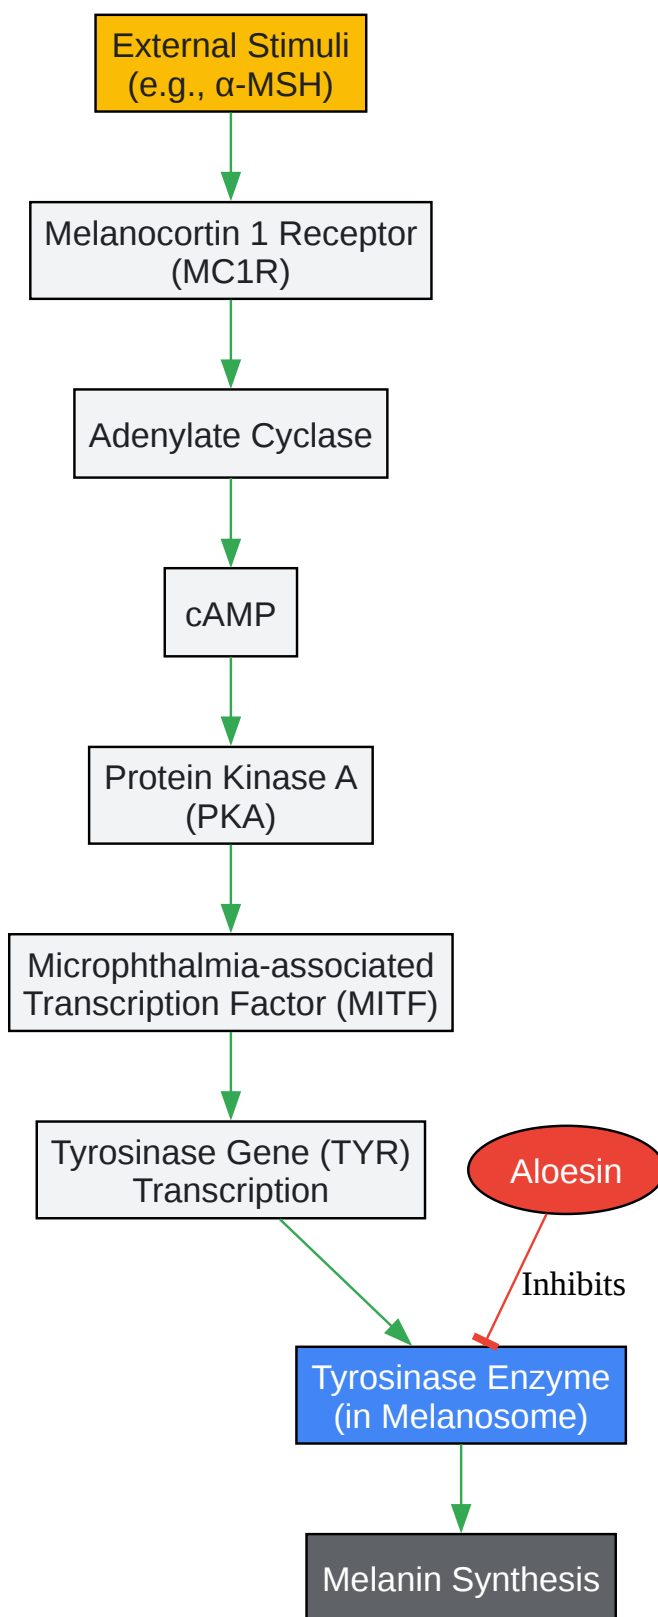 External Stimuli
(e.g., α-MSH)
Melanocortin 1 Receptor
(MC1R)
Adenylate Cyclase
cAMP
Protein Kinase A
(PKA)
Microphthalmia-associated
Transcription Factor (MITF)
Tyrosinase Gene (TYR)
Transcription
Aloesin
Inhibits
Tyrosinase Enzyme
(in Melanosome)
Melanin Synthesis